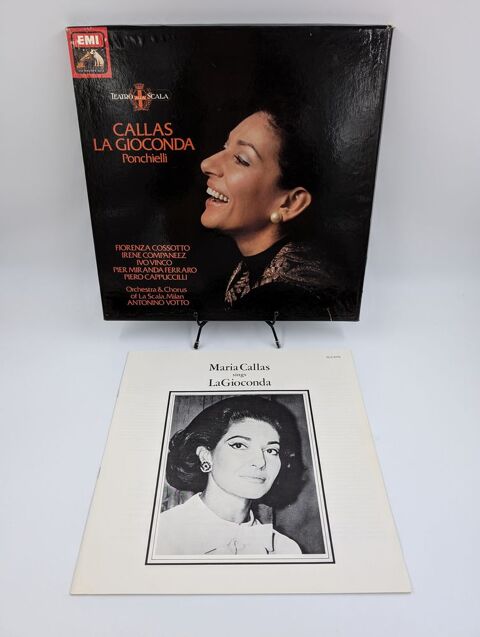 EMI
TEATRO SCALA
CALLAS
LA GIOCONDA
Ponchielli
FIORENZA COSSOTTO
IRENE COMPANEEZ
IVO VINCO
PIER MIRANDA FERRARO
PIERO CAPPUCCILLI
Orchestra & Chorus
of La Scala, Milan
ANTONINO VOTTO
Maria Callas
sings
La Gioconda